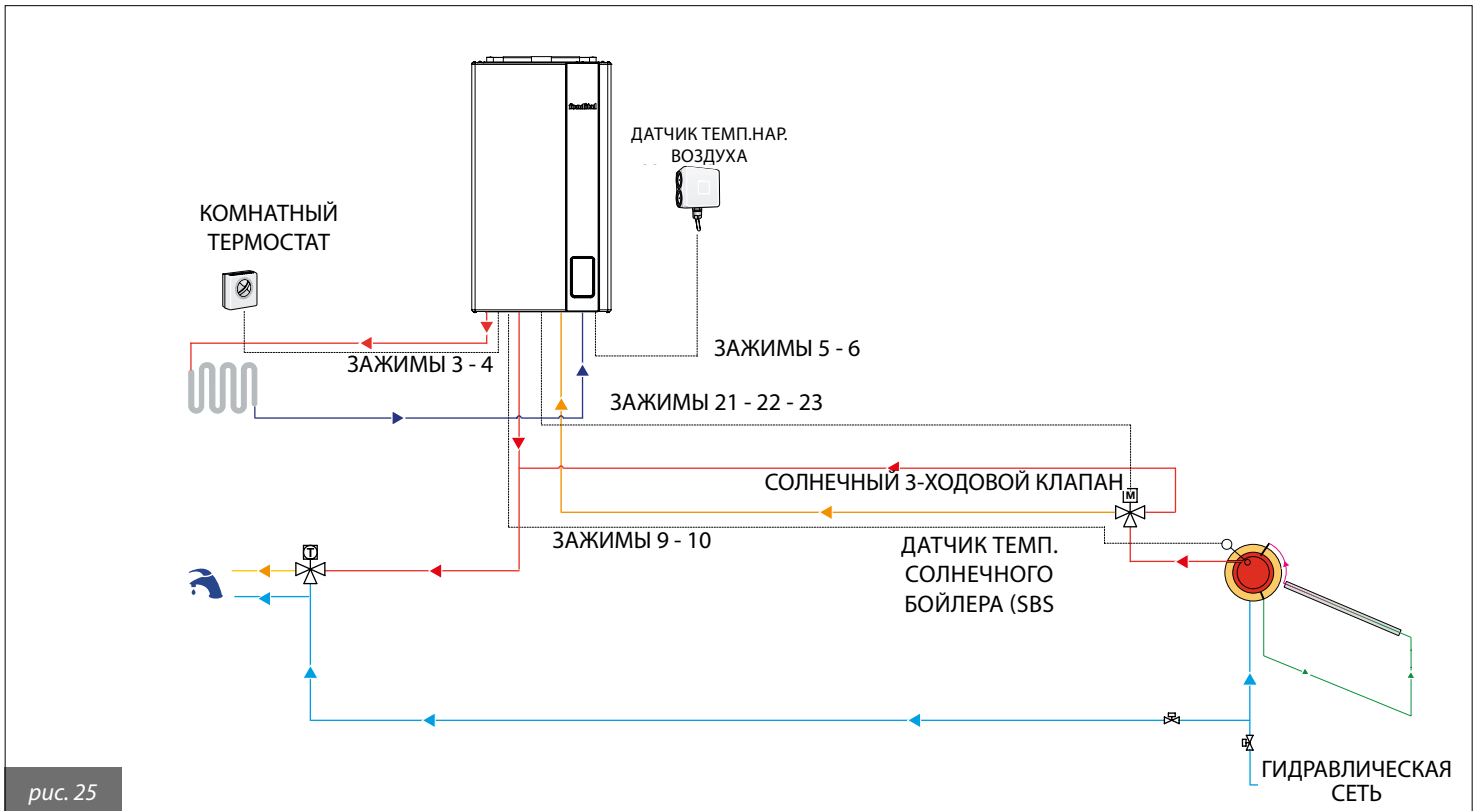 fondital
ДАТЧИК ТЕМП.НАР.
ВОЗДУХА
КОМНАТНЫЙ
ТЕРМОСТАТ
ЗАЖИМЫ 3 - 4
ЗАЖИМЫ 5 - 6
ЗАЖИМЫ 21 - 22 - 23
СОЛНЕЧНЫЙ 3-ХОДОВОЙ КЛАПАН
M
ЗАЖИМЫ 9 - 10
ДАТЧИК ТЕМП.
СОЛНЕЧНОГО
БОЙЛЕРА (SBS
T
ГИДРАВЛИЧЕСКАЯ
СЕТЬ
рис. 25